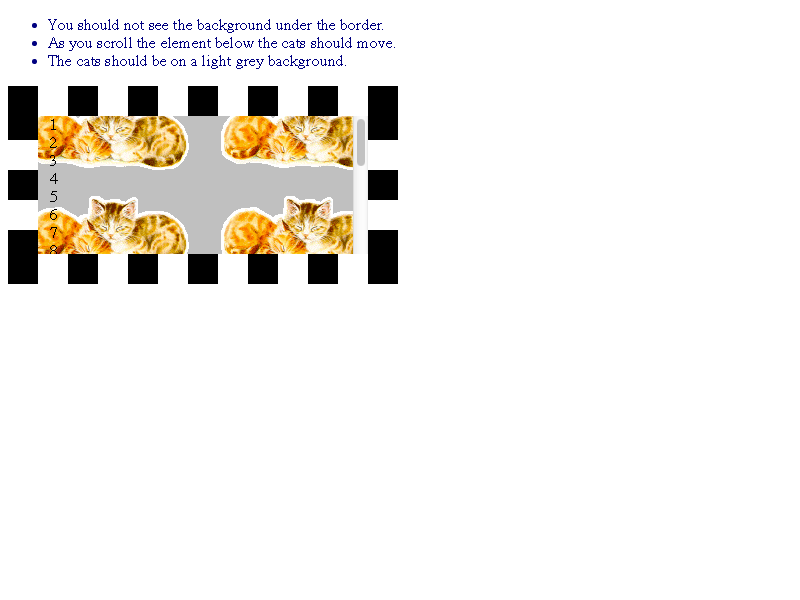 You should not see the background under the border.
As you scroll the element below the cats should move.
The cats should be on a light grey background.
1
2
3
4
5
6
7
8